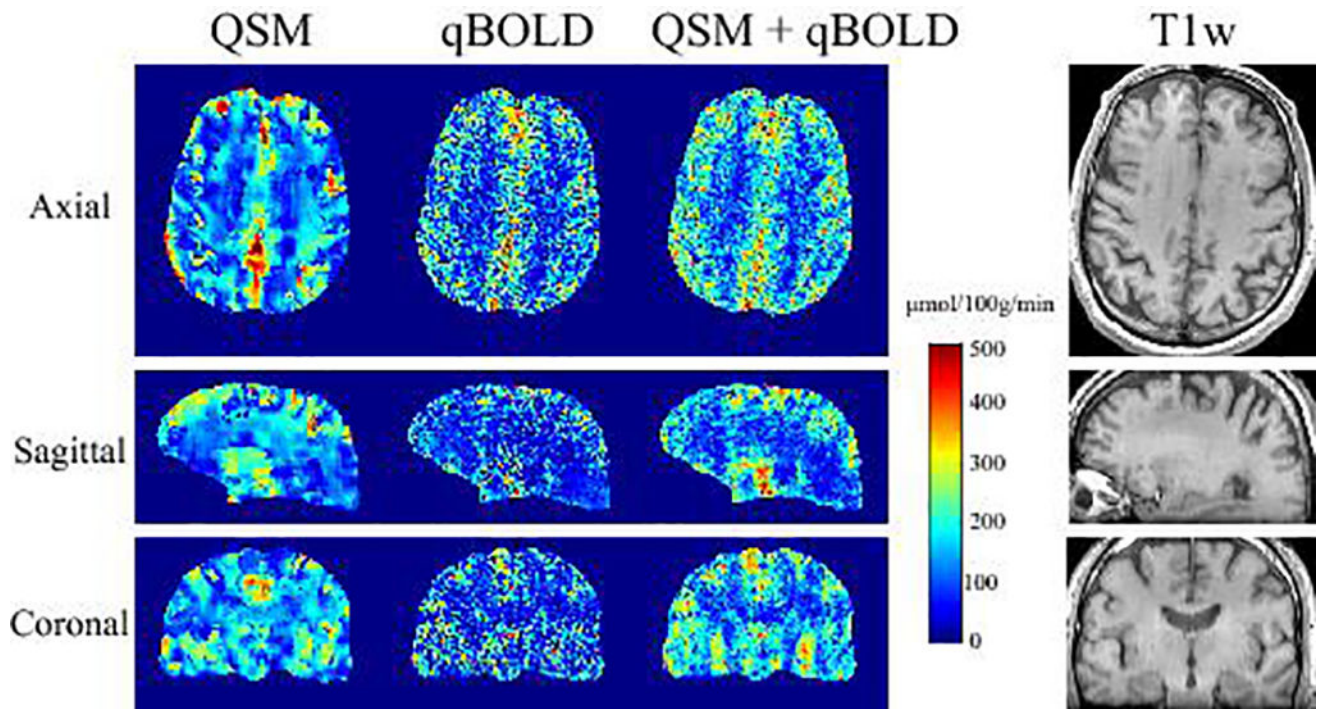 QSM qBOLD QSM + qBOLD T1w
Axial
μmol/100g/min
500
400
Sagittal
300
200
100
Coronal
0